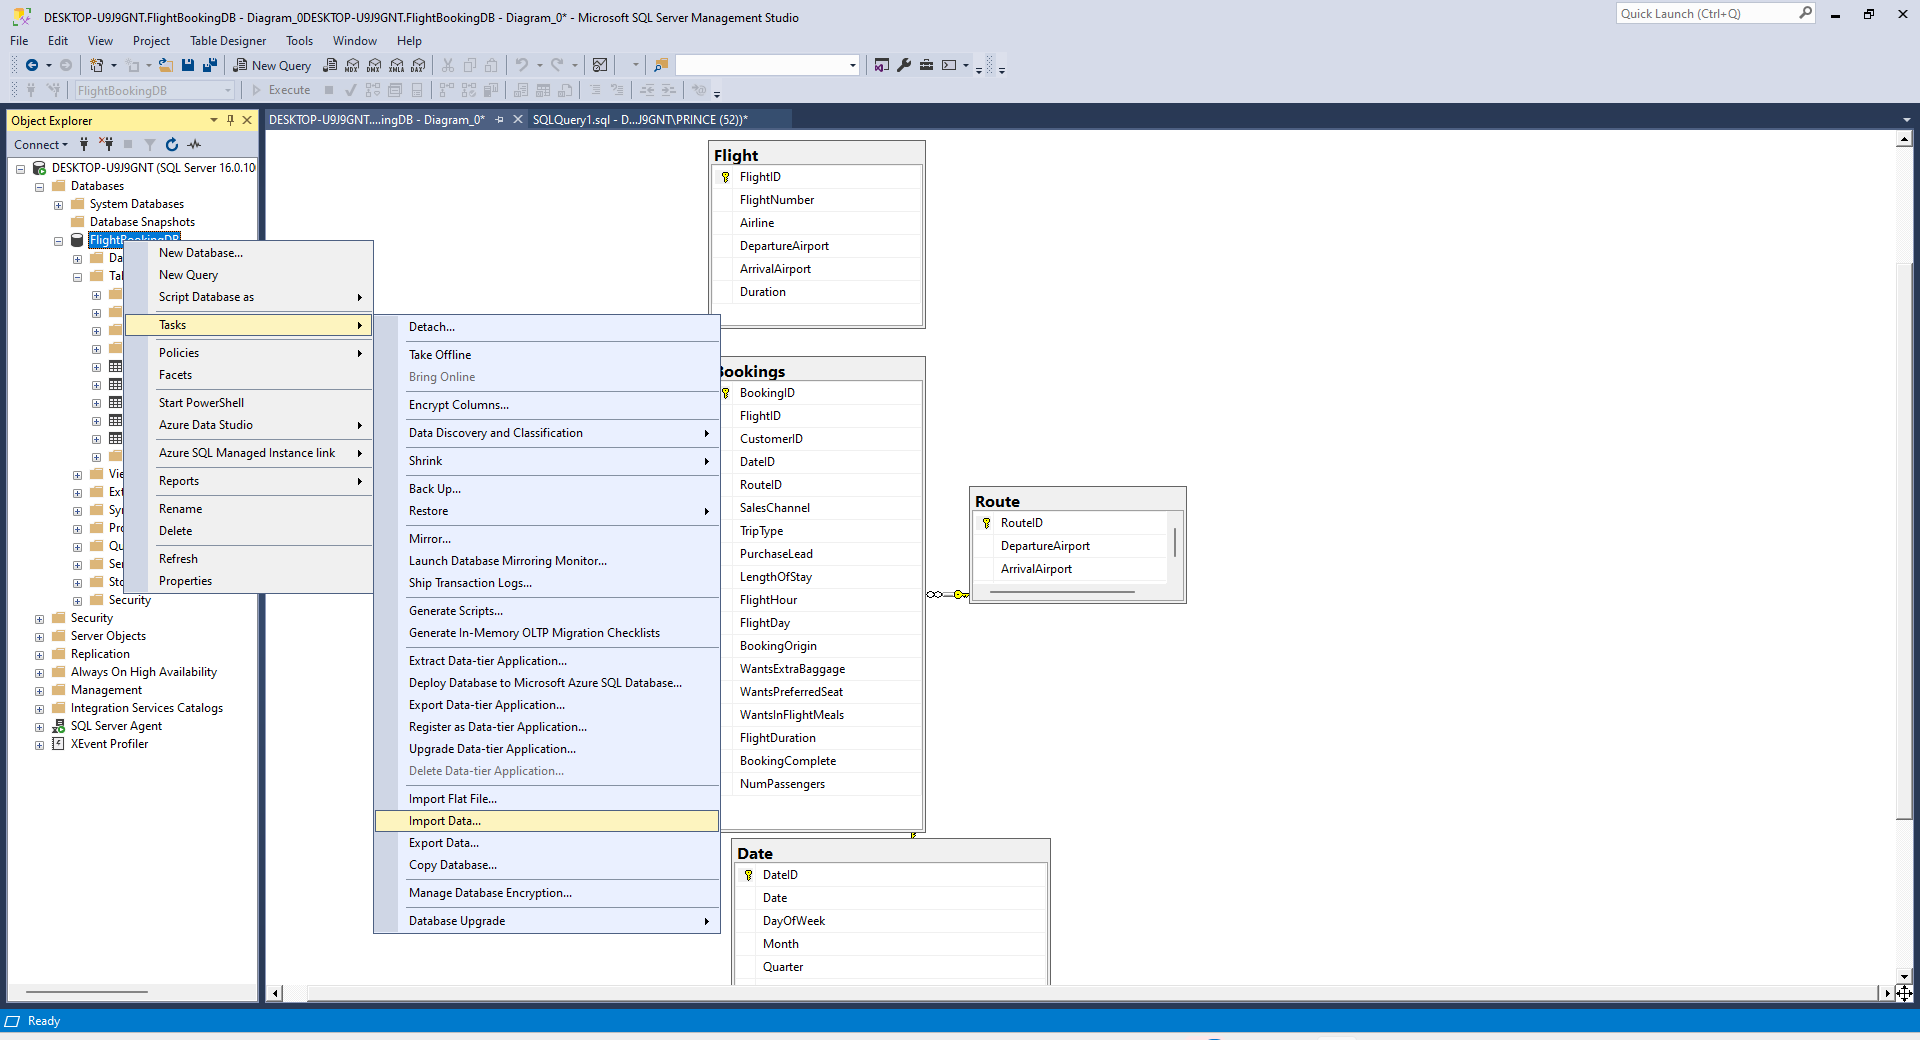 DESKTOP-U9J9GNT.FlightBookingDB - Diagram_0DESKTOP-U9J9GNT.FlightBookingDB - Diagram_0* - Microsoft SQL Server Management Studio
Quick Launch (Ctrl+Q)
File Edit View Project Table Designer Tools Window Help
New Query
MDX DMX XMLA DAX
FlightBookingDB
Execute
Object Explorer
DESKTOP-U9J9GNT....ingDB - Diagram_0*
SQLQuery1.sql - D...J9GNT\PRINCE (52))*
Connect
DESKTOP-U9J9GNT (SQL Server 16.0.10
Databases
System Databases
Database Snapshots
FlightBookingDB
Da
Tal
Vie
Ext
Syn
Pro
Qu
Ser
Sto
Security
Security
Server Objects
Replication
Always On High Availability
Management
Integration Services Catalogs
SQL Server Agent
XEvent Profiler
New Database...
New Query
Script Database as
Tasks
Policies
Facets
Start PowerShell
Azure Data Studio
Azure SQL Managed Instance link
Reports
Rename
Delete
Refresh
Properties
Detach...
Take Offline
Bring Online
Encrypt Columns...
Data Discovery and Classification
Shrink
Back Up...
Restore
Mirror...
Launch Database Mirroring Monitor...
Ship Transaction Logs...
Generate Scripts...
Generate In-Memory OLTP Migration Checklists
Extract Data-tier Application...
Deploy Database to Microsoft Azure SQL Database...
Export Data-tier Application...
Register as Data-tier Application...
Upgrade Data-tier Application...
Delete Data-tier Application...
Import Flat File...
Import Data...
Export Data...
Copy Database...
Manage Database Encryption...
Database Upgrade
Flight
FlightID
FlightNumber
Airline
DepartureAirport
ArrivalAirport
Duration
Bookings
BookingID
FlightID
CustomerID
DateID
RouteID
SalesChannel
TripType
PurchaseLead
LengthOfStay
FlightHour
FlightDay
BookingOrigin
WantsExtraBaggage
WantsPreferredSeat
WantsInFlightMeals
FlightDuration
BookingComplete
NumPassengers
Route
RouteID
DepartureAirport
ArrivalAirport
Date
DateID
Date
DayOfWeek
Month
Quarter
Ready